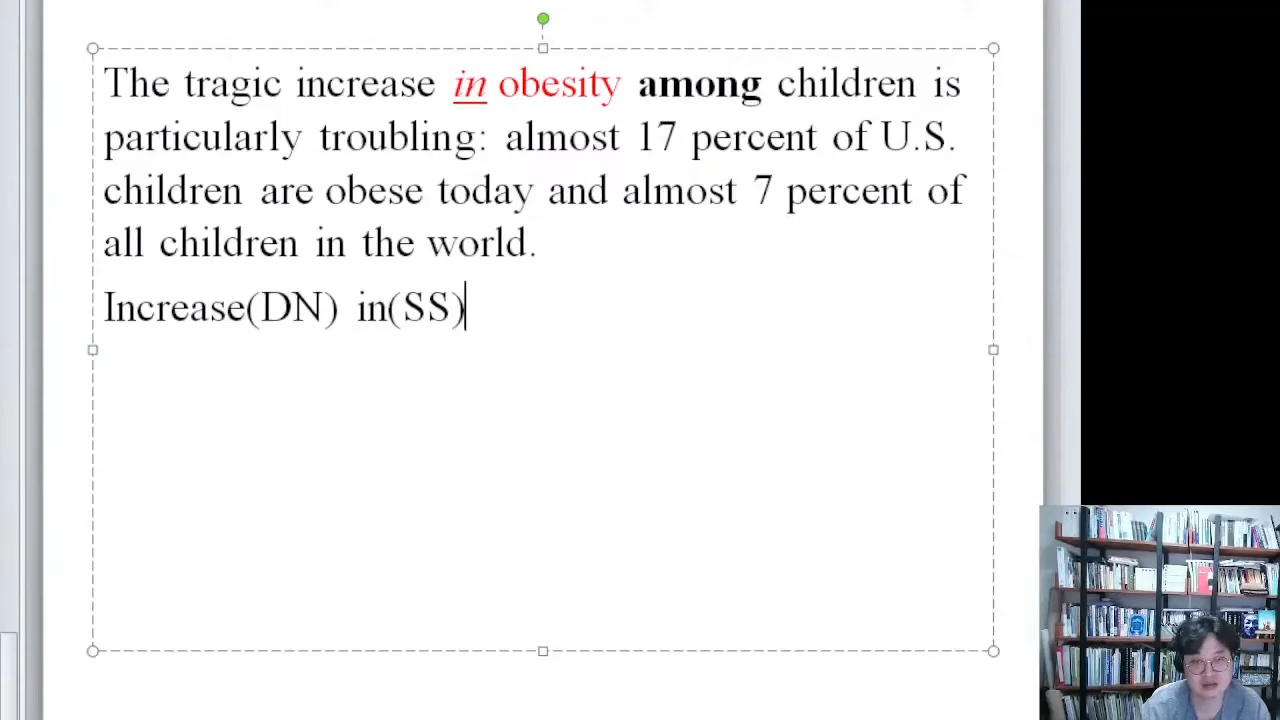 The tragic increase in obesity among children is
particularly troubling: almost 17 percent of U.S.
children are obese today and almost 7 percent of
all children in the world.
Increase(DN) in(SS)